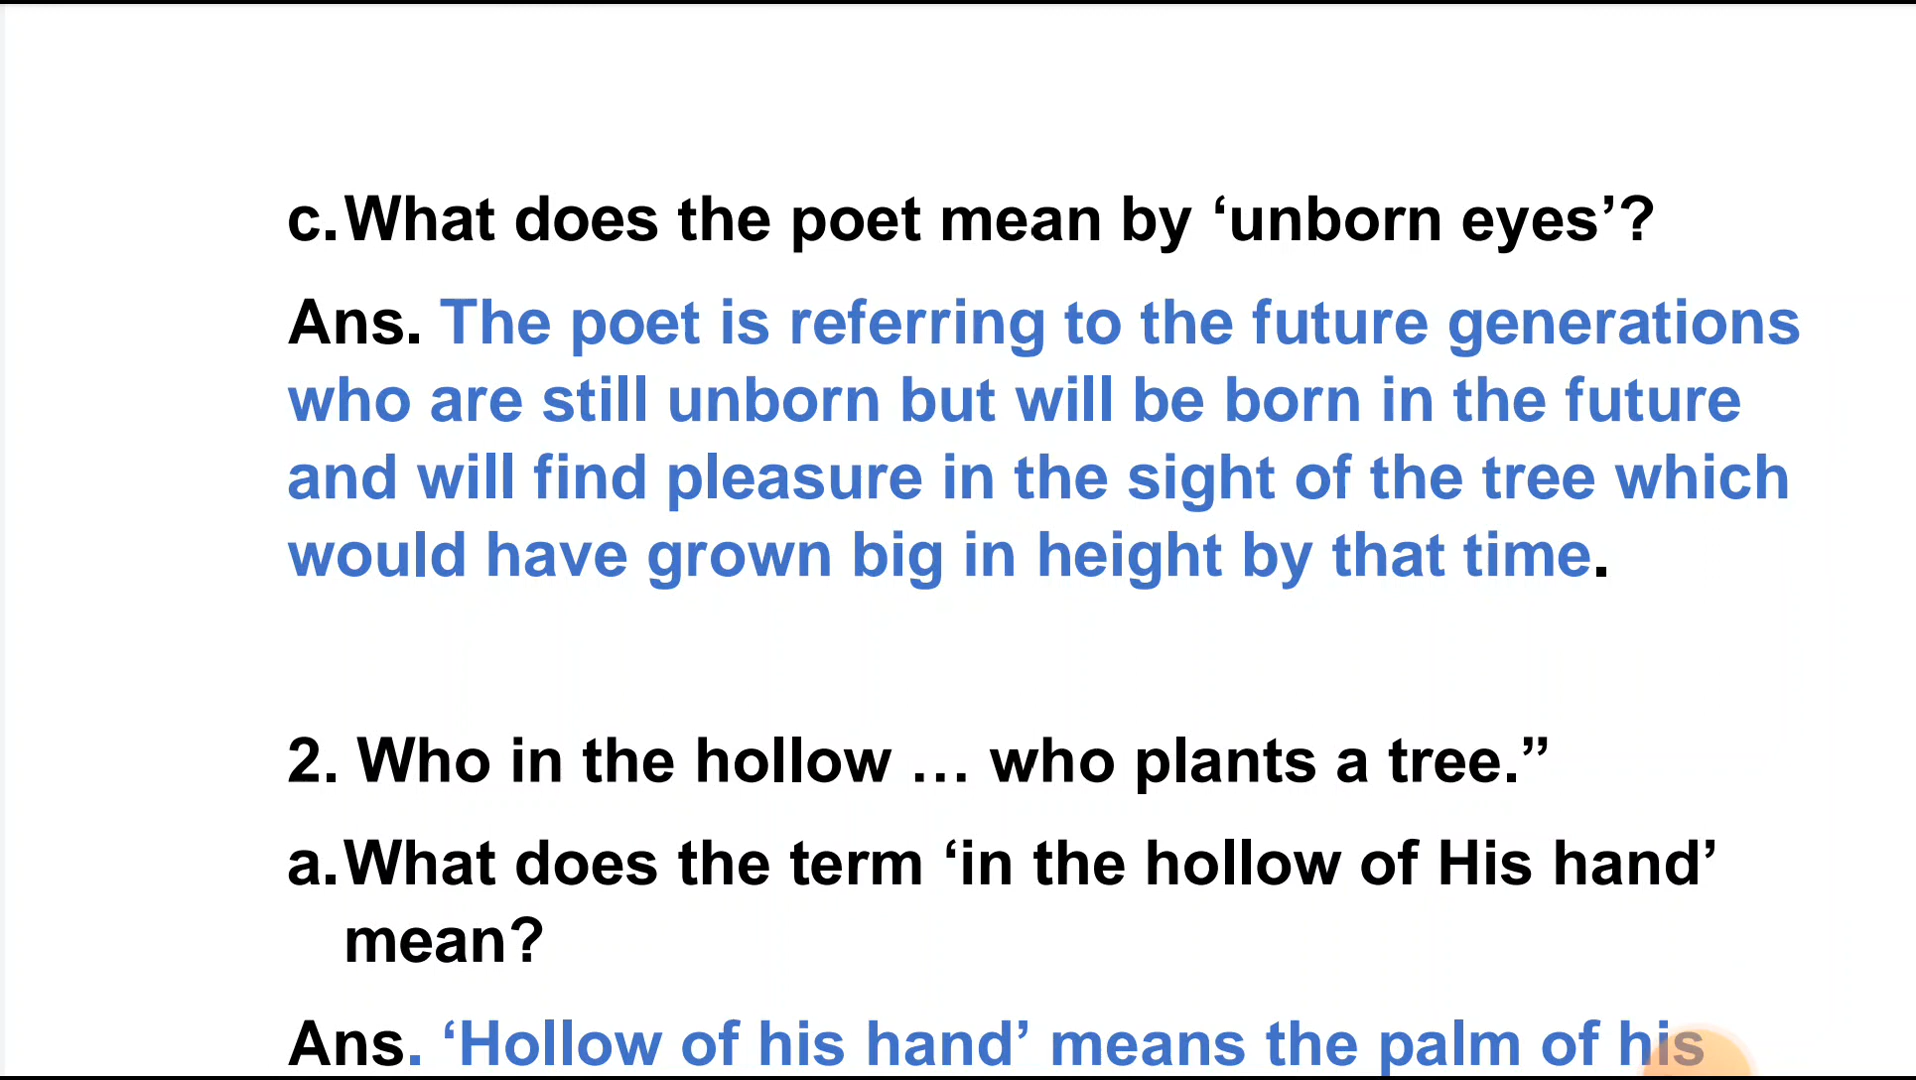 c.What does the poet mean by ‘unborn eyes’?
Ans. The poet is referring to the future generations
who are still unborn but will be born in the future
and will find pleasure in the sight of the tree which
would have grown big in height by that time.
2. Who in the hollow … who plants a tree.”
a.What does the term ‘in the hollow of His hand’
mean?
Ans. ‘Hollow of his hand’ means the palm of his